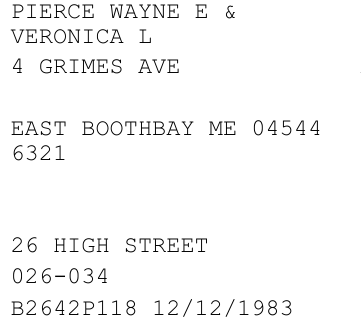 PIERCE WAYNE E &
VERONICA L
4 GRIMES AVE
EAST BOOTHBAY ME 04544
6321
26 HIGH STREET
026-034
B2642P118 12/12/1983